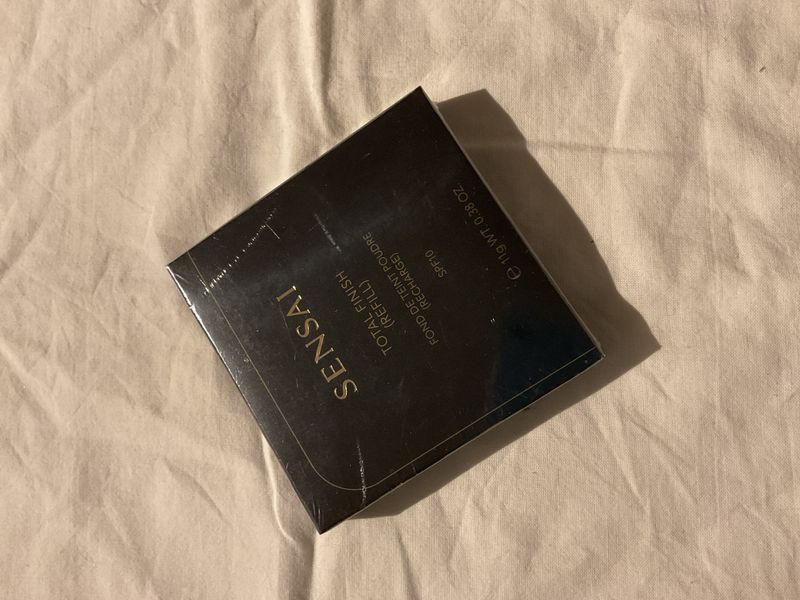 SENSAI
TOTAL FINISH
(REFILL)
FOND DE TEINT POUDRE
(RECHARGE)
SPF10
℮ 11g WT. 0.38 OZ